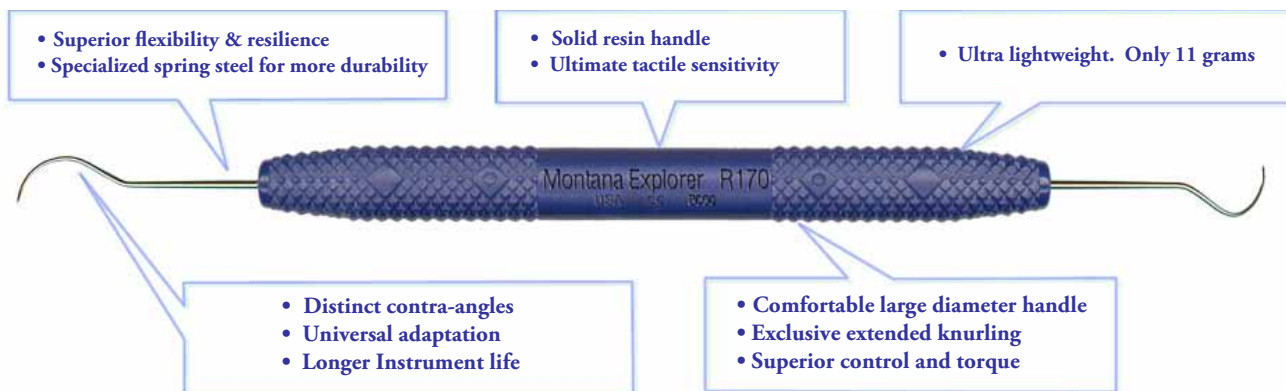 • Superior flexibility & resilience
• Specialized spring steel for more durability
• Solid resin handle
• Ultimate tactile sensitivity
• Ultra lightweight. Only 11 grams
Montana Explorer R170
• Distinct contra-angles
• Universal adaptation
• Longer Instrument life
• Comfortable large diameter handle
• Exclusive extended knurling
• Superior control and torque